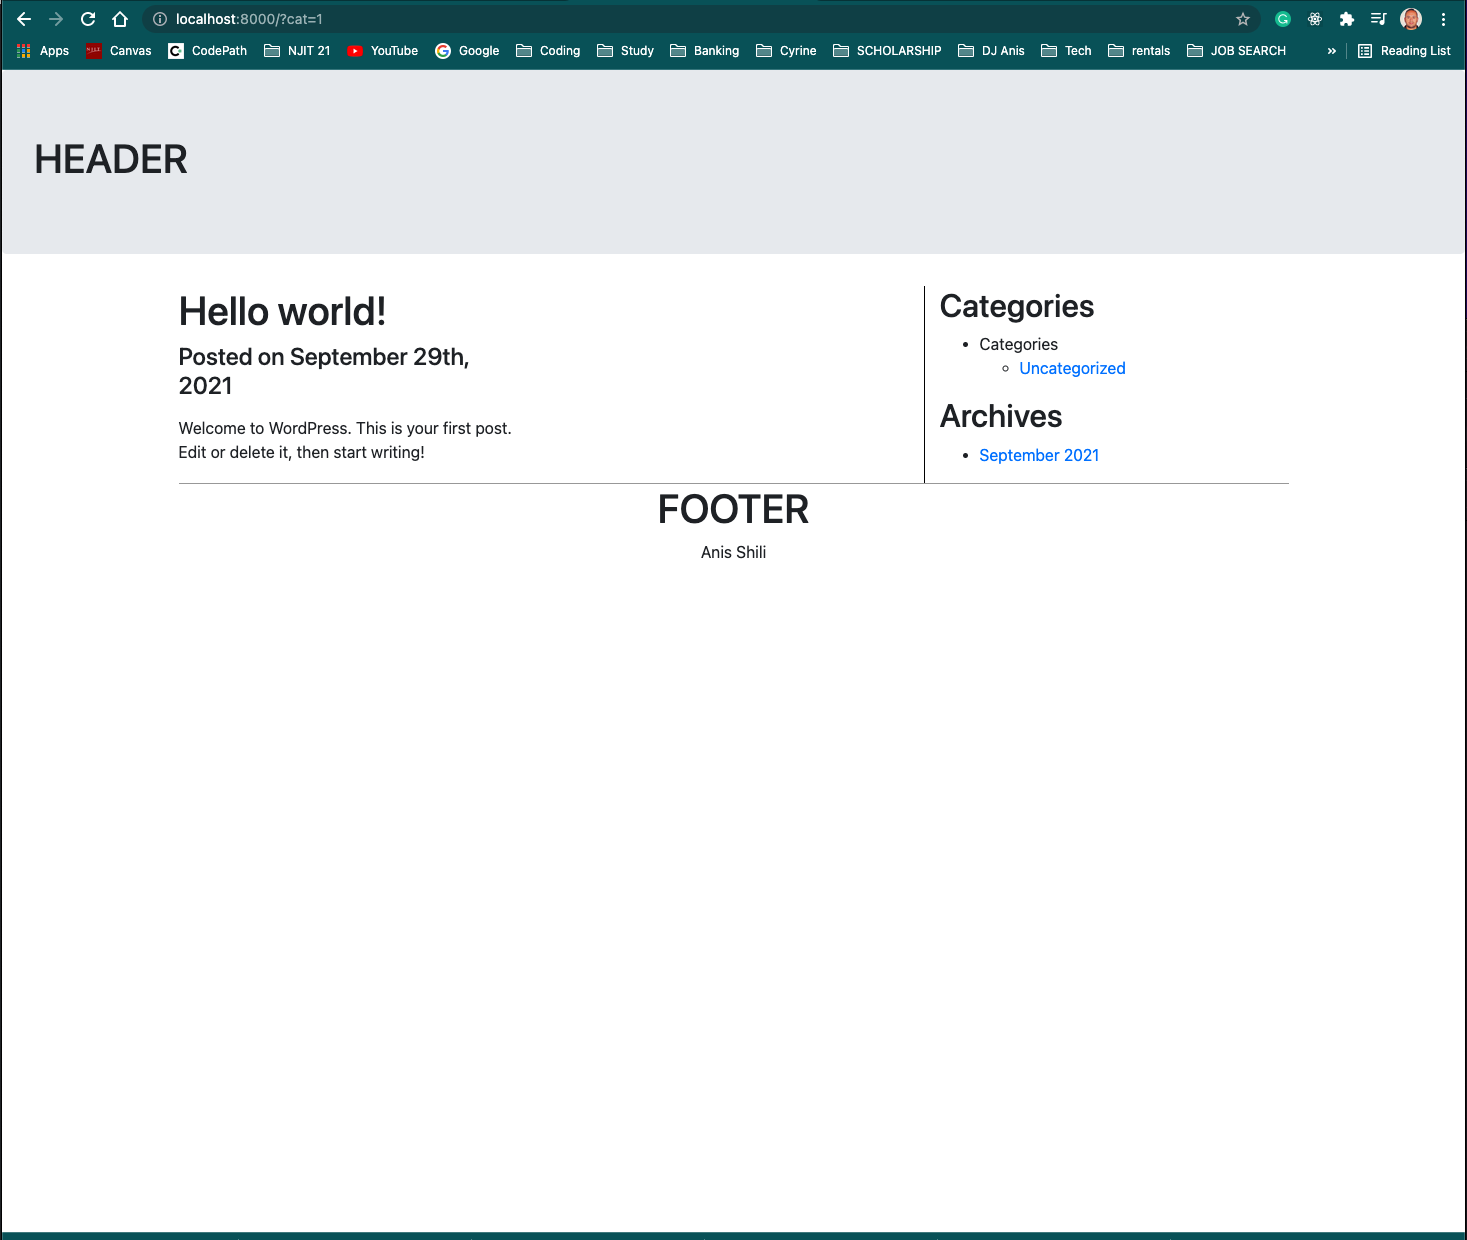 localhost:8000/?cat=1
Apps Canvas CodePath NJIT 21 YouTube Google Coding Study Banking Cyrine SCHOLARSHIP DJ Anis Tech rentals JOB SEARCH » Reading List
HEADER
Hello world!
Posted on September 29th,
2021
Welcome to WordPress. This is your first post.
Edit or delete it, then start writing!
Categories
• Categories
◦ Uncategorized
Archives
• September 2021
FOOTER
Anis Shili